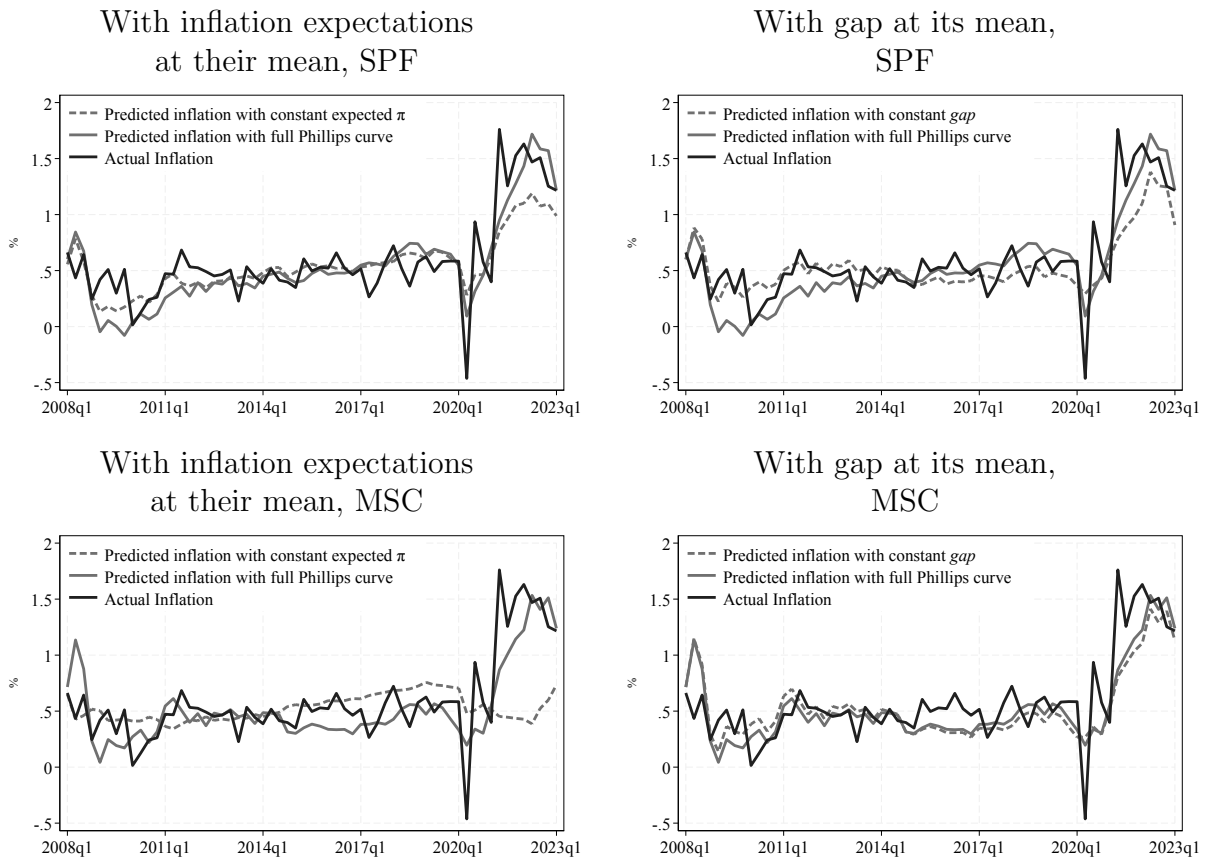 With inflation expectations
at their mean, SPF
Predicted inflation with constant expected π
Predicted inflation with full Phillips curve
Actual Inflation
%
2
1.5
1
.5
0
-.5
2008q1 2011q1 2014q1 2017q1 2020q1 2023q1
With gap at its mean,
SPF
Predicted inflation with constant gap
Predicted inflation with full Phillips curve
Actual Inflation
%
2
1.5
1
.5
0
-.5
2008q1 2011q1 2014q1 2017q1 2020q1 2023q1
With inflation expectations
at their mean, MSC
Predicted inflation with constant expected π
Predicted inflation with full Phillips curve
Actual Inflation
%
2
1.5
1
.5
0
-.5
2008q1 2011q1 2014q1 2017q1 2020q1 2023q1
With gap at its mean,
MSC
Predicted inflation with constant gap
Predicted inflation with full Phillips curve
Actual Inflation
%
2
1.5
1
.5
0
-.5
2008q1 2011q1 2014q1 2017q1 2020q1 2023q1